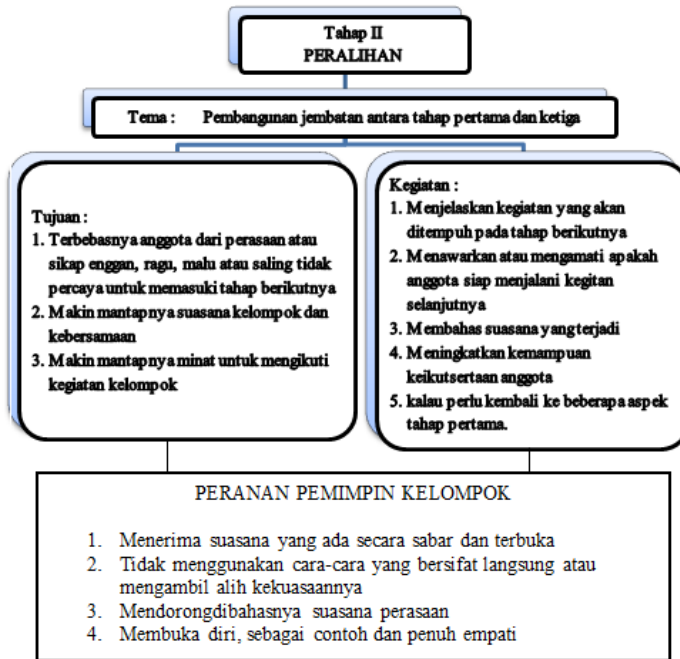 Tahap II
PERALIHAN
Tema : Pembangunan jembatan antara tahap pertama dan ketiga
Tujuan :
1. Terbebasnya anggota dari perasaan atau
sikap enggan, ragu, malu atau saling tidak
percaya untuk memasuki tahap berikutnya
2. Makin mantapnya suasana kelompok dan
kebersamaan
3. Makin mantapnya minat untuk mengikuti
kegiatan kelompok
Kegiatan :
1. Menjelaskan kegiatan yang akan
ditempuh pada tahap berikutnya
2. Menawarkan atau mengamati apakah
anggota siap menjalani kegitan
selanjutnya
3. Membahas suasana yang terjadi
4. Meningkatkan kemampuan
keikutsertaan anggota
5. kalau perlu kembali ke beberapa aspek
tahap pertama.
PERANAN PEMIMPIN KELOMPOK
1. Menerima suasana yang ada secara sabar dan terbuka
2. Tidak menggunakan cara-cara yang bersifat langsung atau
mengambil alih kekuasaannya
3. Mendorongdibahasnya suasana perasaan
4. Membuka diri, sebagai contoh dan penuh empati